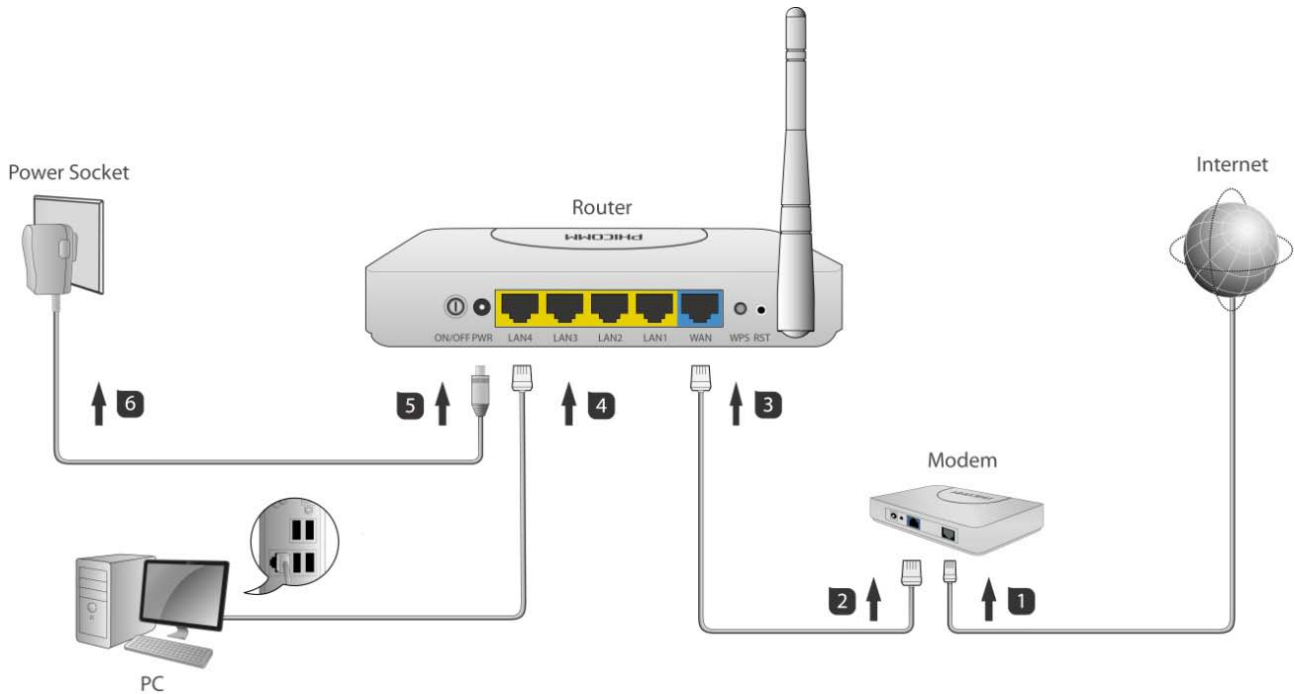 Power Socket
Router
Internet
PHICOMM
ON/OFF PWR LAN4 LAN3 LAN2 LAN1 WAN WPS RST
6
5
4
3
Modem
2
1
PC